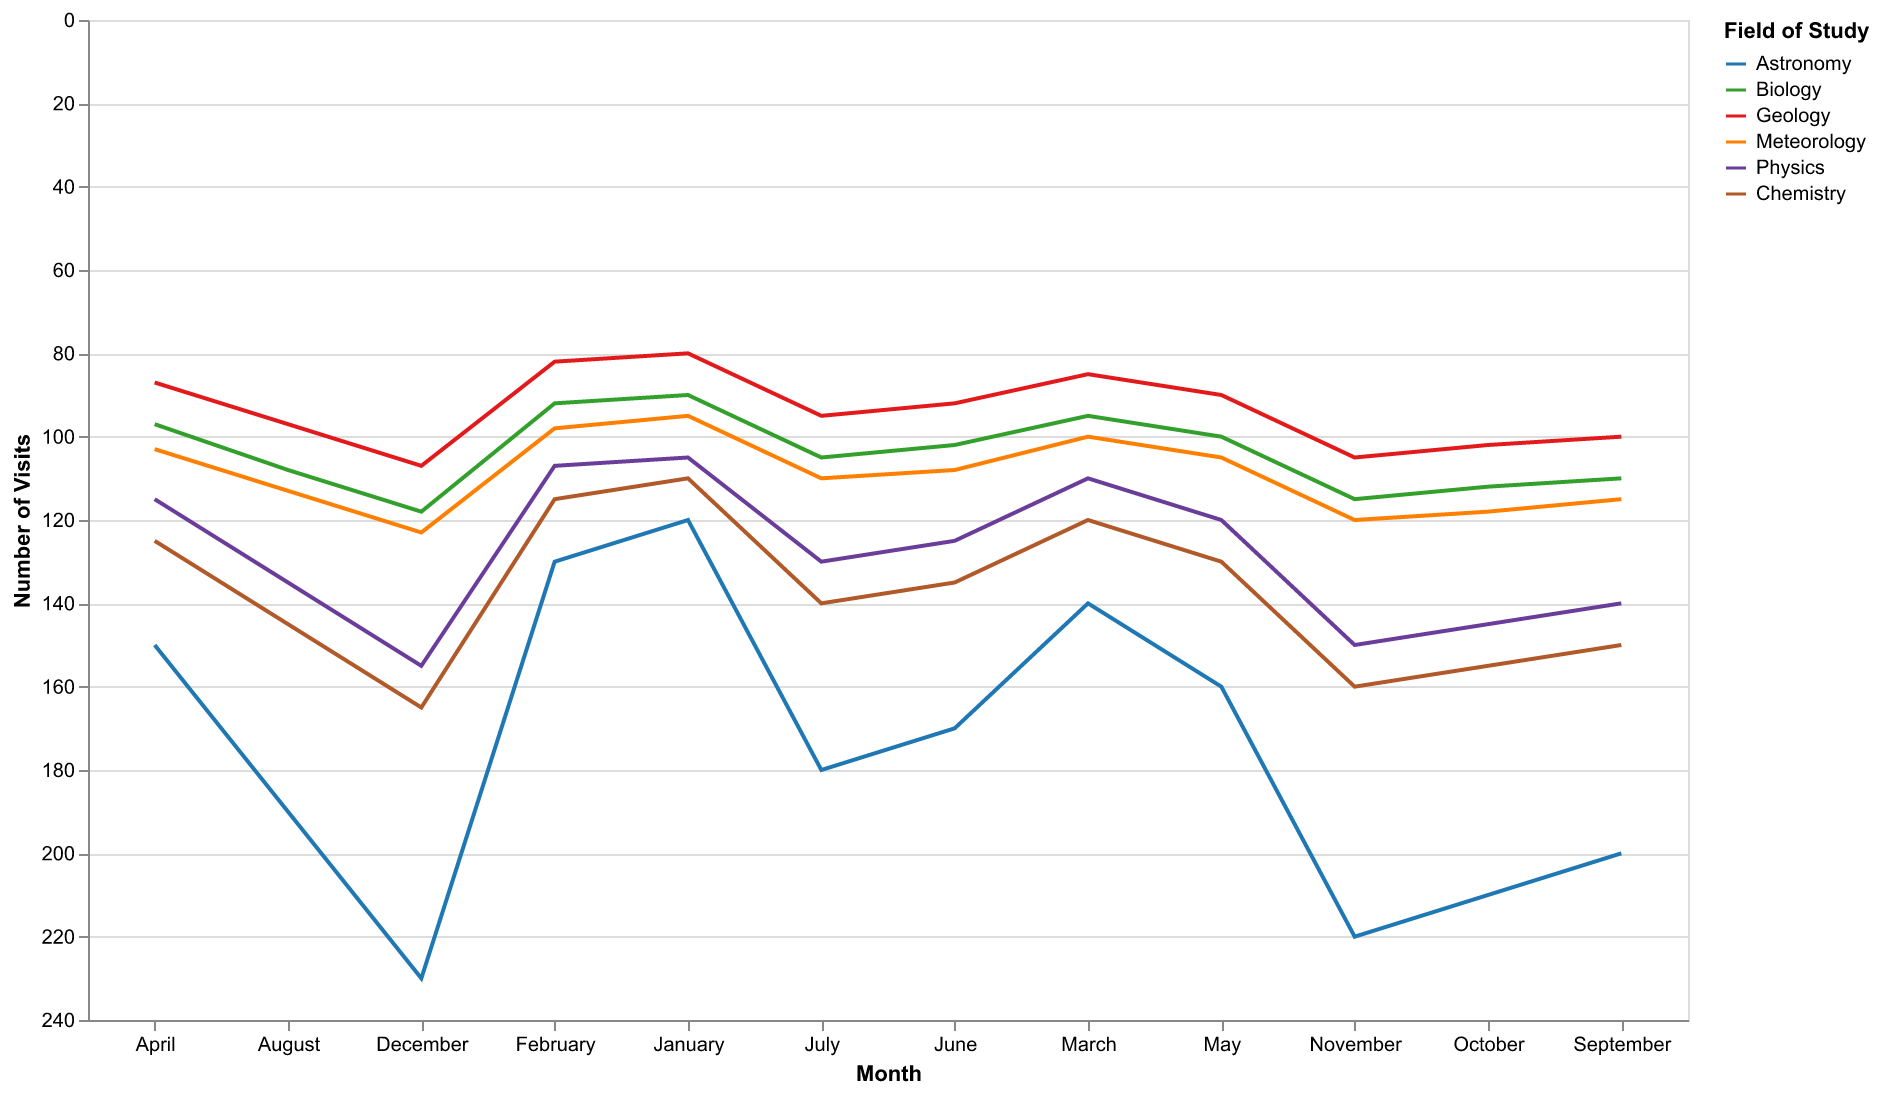 0
20
40
60
80
100
120
140
160
180
200
220
240
Number of Visits
April August December February January July June March May November October September
Month
Field of Study
Astronomy
Biology
Geology
Meteorology
Physics
Chemistry